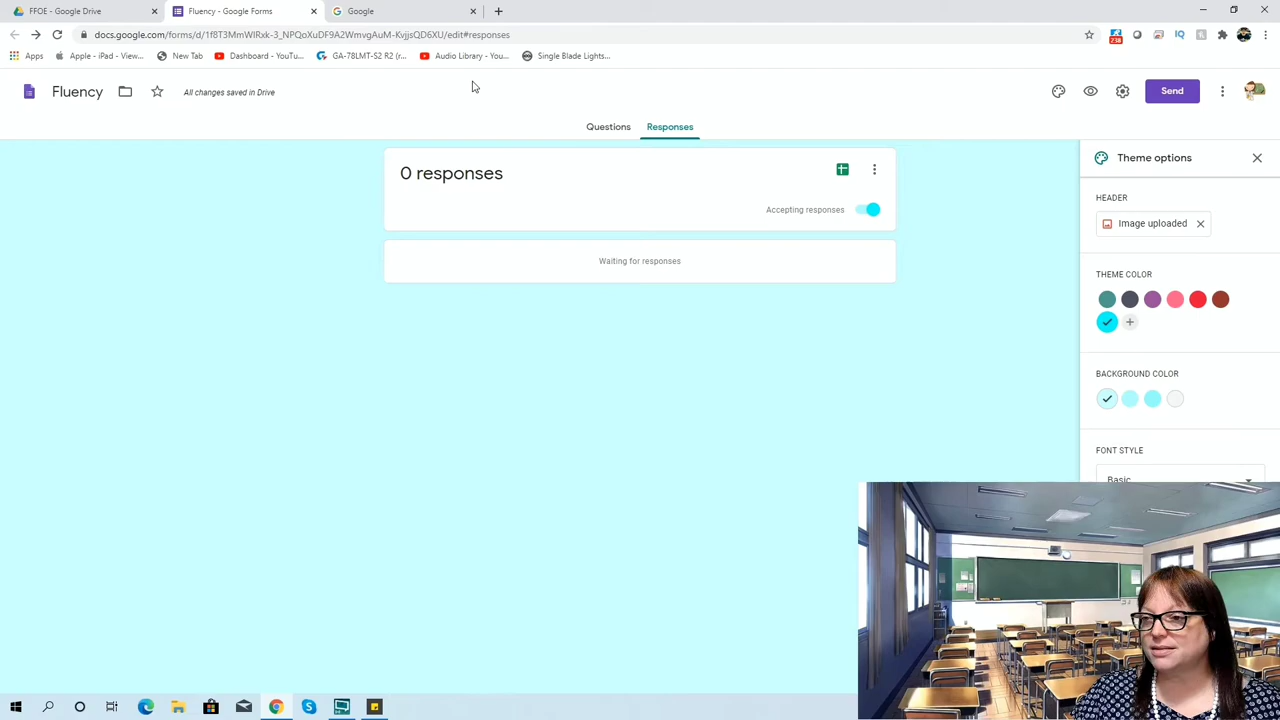 FFOE - Google Drive
Fluency - Google Forms
Google
docs.google.com/forms/d/1f8T3MmWIRxk-3_NPQoXuDF9A2WmvgAuM-KvjjsQD6XU/edit#responses
238
Apps
Apple - iPad - View...
New Tab
Dashboard - YouTu...
GA-78LMT-S2 R2 (r...
Audio Library - You...
Single Blade Lights...
Fluency
All changes saved in Drive
Send
Questions
Responses
0 responses
Accepting responses
Waiting for responses
Theme options
HEADER
Image uploaded
THEME COLOR
BACKGROUND COLOR
FONT STYLE
Basic